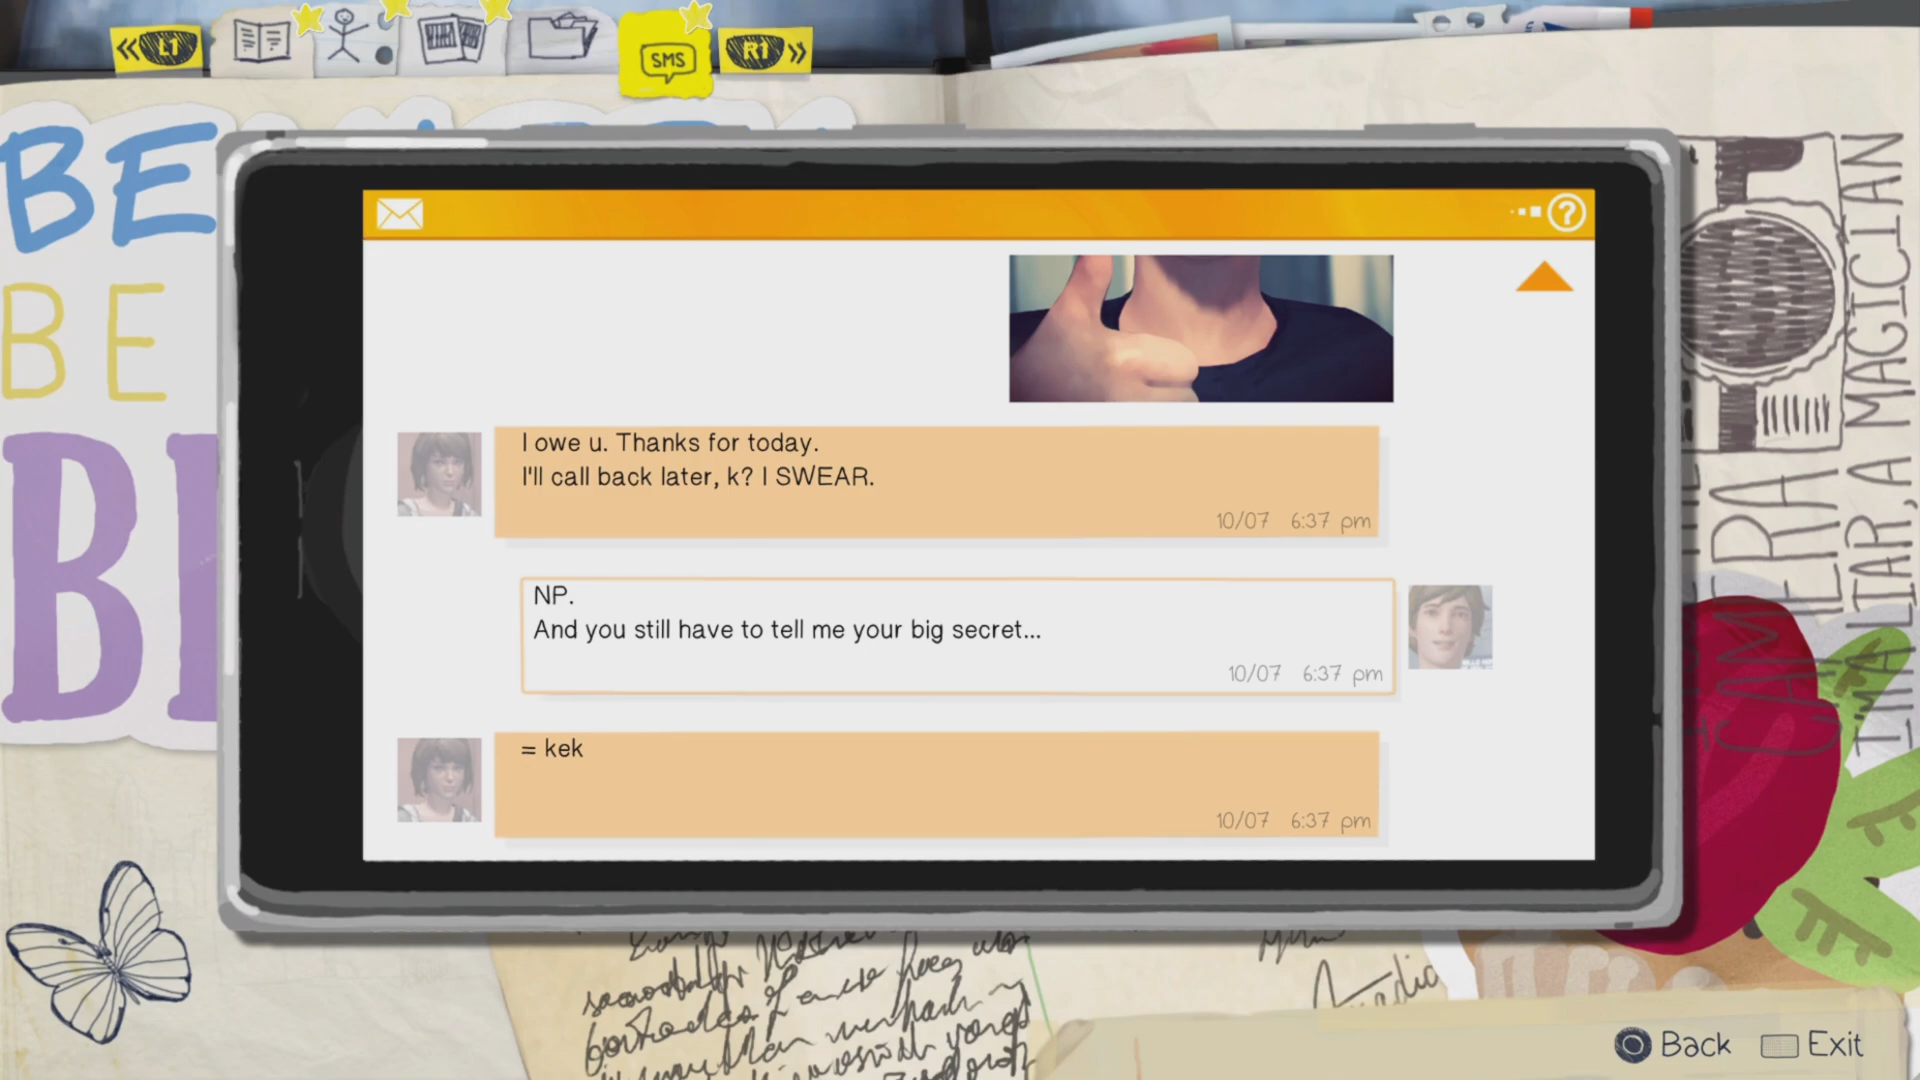 L1
SMS
R1
BE
BE
I owe u. Thanks for today.
I'll call back later, k? I SWEAR.
10/07 6:37 pm
NP.
And you still have to tell me your big secret...
10/07 6:37 pm
= kek
10/07 6:37 pm
CAMERA
I'M A LIAR, A MAGICIAN
Back
Exit